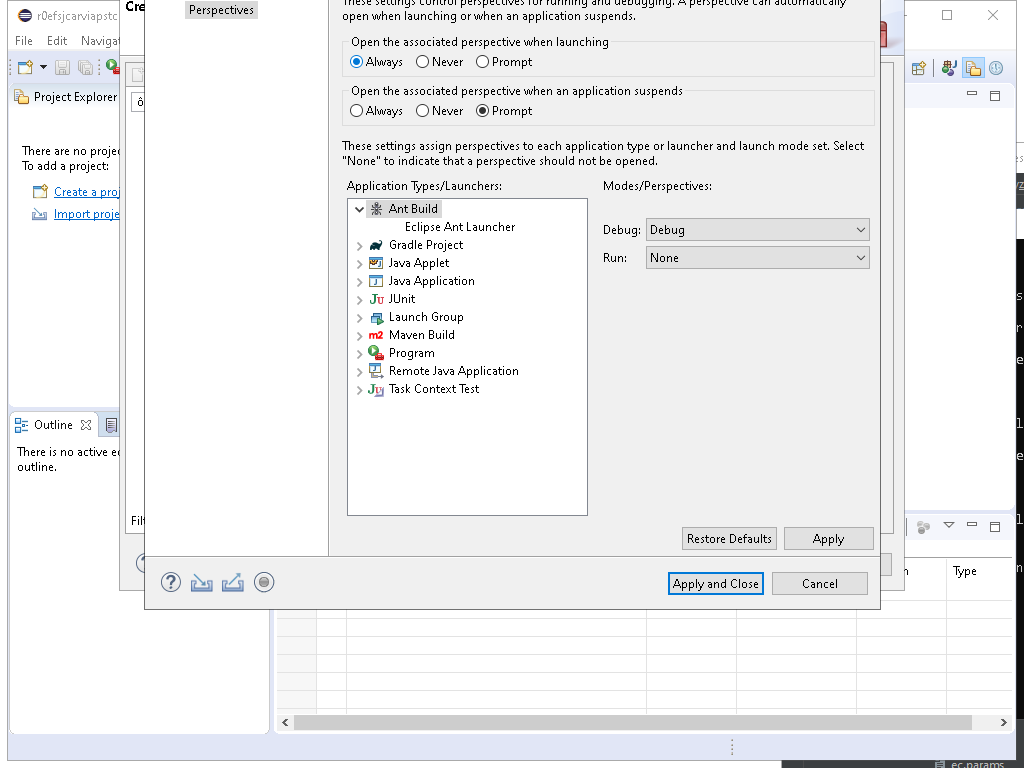 r0efsjcarviapstc
Cre
Perspectives
These settings control perspectives for running and debugging. A perspective can automatically
open when launching or when an application suspends.
File Edit Naviga
Open the associated perspective when launching
Always Never Prompt
Project Explorer
Open the associated perspective when an application suspends
Always Never Prompt
There are no proje
To add a project:
Create a proj
Import proje
These settings assign perspectives to each application type or launcher and launch mode set. Select
"None" to indicate that a perspective should not be opened.
Application Types/Launchers:
Modes/Perspectives:
Ant Build
Eclipse Ant Launcher
Gradle Project
Java Applet
Java Application
JUnit
Launch Group
Maven Build
Program
Remote Java Application
Task Context Test
Debug: Debug
Run: None
Outline
There is no active ed
outline.
Filt
Restore Defaults Apply
Apply and Close Cancel
Type
ec.params